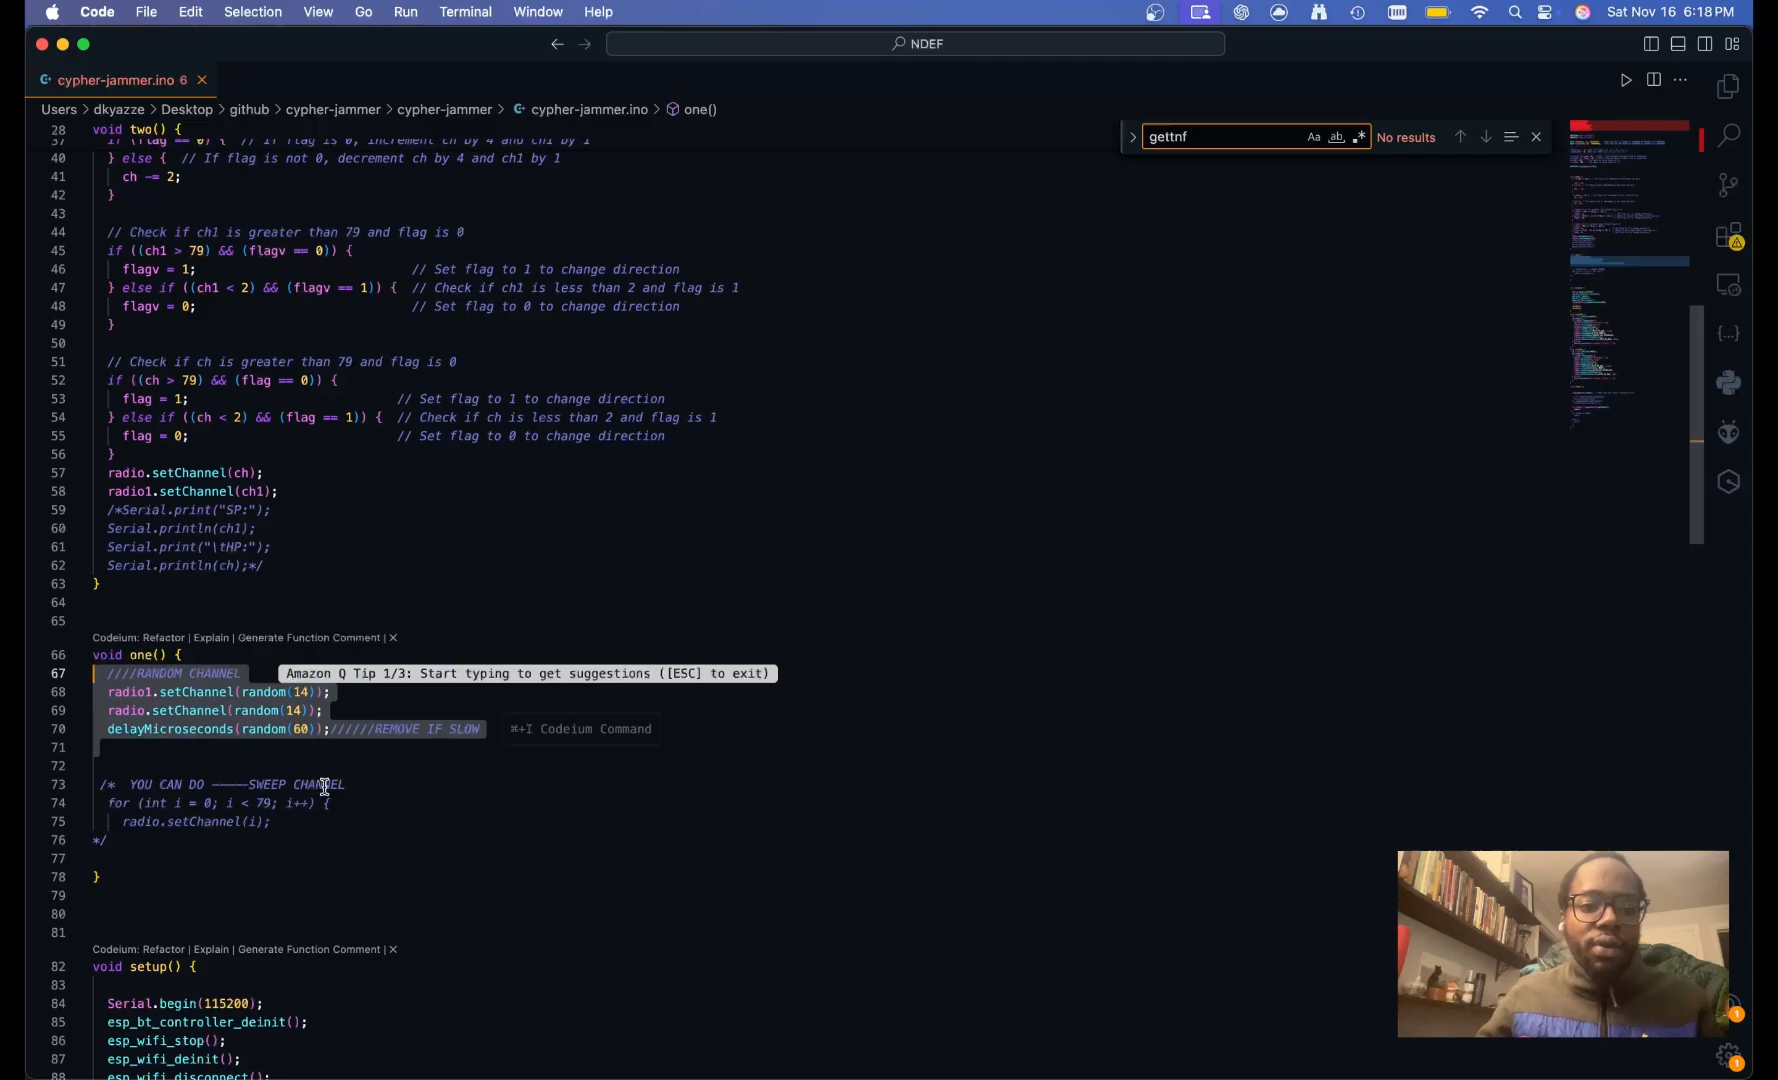 Code File Edit Selection View Go Run Terminal Window Help Sat Nov 16 6:18 PM
NDEF
cypher-jammer.ino 6
Users > dkyazze > Desktop > github > cypher-jammer > cypher-jammer > cypher-jammer.ino > one()
gettnf Aa ab No results
28 void two() {
37 if (flag == 0) { // If flag is 0, increment ch by 4 and ch1 by 1
40 } else { // If flag is not 0, decrement ch by 4 and ch1 by 1
41 ch -= 2;
42 }
43
44 // Check if ch1 is greater than 79 and flag is 0
45 if ((ch1 > 79) && (flagv == 0)) {
46 flagv = 1; // Set flag to 1 to change direction
47 } else if ((ch1 < 2) && (flagv == 1)) { // Check if ch1 is less than 2 and flag is 1
48 flagv = 0; // Set flag to 0 to change direction
49 }
50
51 // Check if ch is greater than 79 and flag is 0
52 if ((ch > 79) && (flag == 0)) {
53 flag = 1; // Set flag to 1 to change direction
54 } else if ((ch < 2) && (flag == 1)) { // Check if ch is less than 2 and flag is 1
55 flag = 0; // Set flag to 0 to change direction
56 }
57 radio.setChannel(ch);
58 radio1.setChannel(ch1);
59 /*Serial.print("SP:");
60 Serial.println(ch1);
61 Serial.print("\tHP:");
62 Serial.println(ch);*/
63 }
64
65
Codeium: Refactor | Explain | Generate Function Comment | X
66 void one() {
67 ////RANDOM CHANNEL Amazon Q Tip 1/3: Start typing to get suggestions ([ESC] to exit)
68 radio1.setChannel(random(14));
69 radio.setChannel(random(14));
70 delayMicroseconds(random(60));//////REMOVE IF SLOW ⌘+I Codeium Command
71
72
73 /* YOU CAN DO -----SWEEP CHANNEL
74 for (int i = 0; i < 79; i++) {
75 radio.setChannel(i);
76 */
77
78 }
79
80
81
Codeium: Refactor | Explain | Generate Function Comment | X
82 void setup() {
83
84 Serial.begin(115200);
85 esp_bt_controller_deinit();
86 esp_wifi_stop();
87 esp_wifi_deinit();
88 esp_wifi_disconnect();
1
1